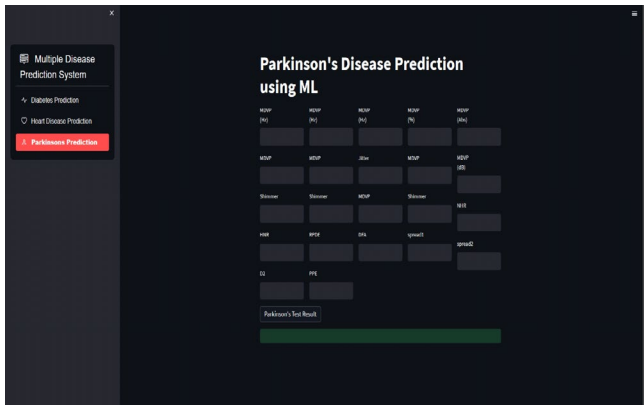 Multiple Disease
Prediction System
Diabetes Prediction
Heart Disease Prediction
Parkinsons Prediction
Parkinson's Disease Prediction
using ML
MDVP MDVP MDVP MDVP MDVP
(Hz) (Hz) (Hz) (%) (Abs)
MDVP MDVP Jitter MDVP MDVP
(dB)
Shimmer Shimmer MDVP Shimmer
NHR
HNR RPDE DFA spread1
spread2
D2 PPE
Parkinson's Test Result